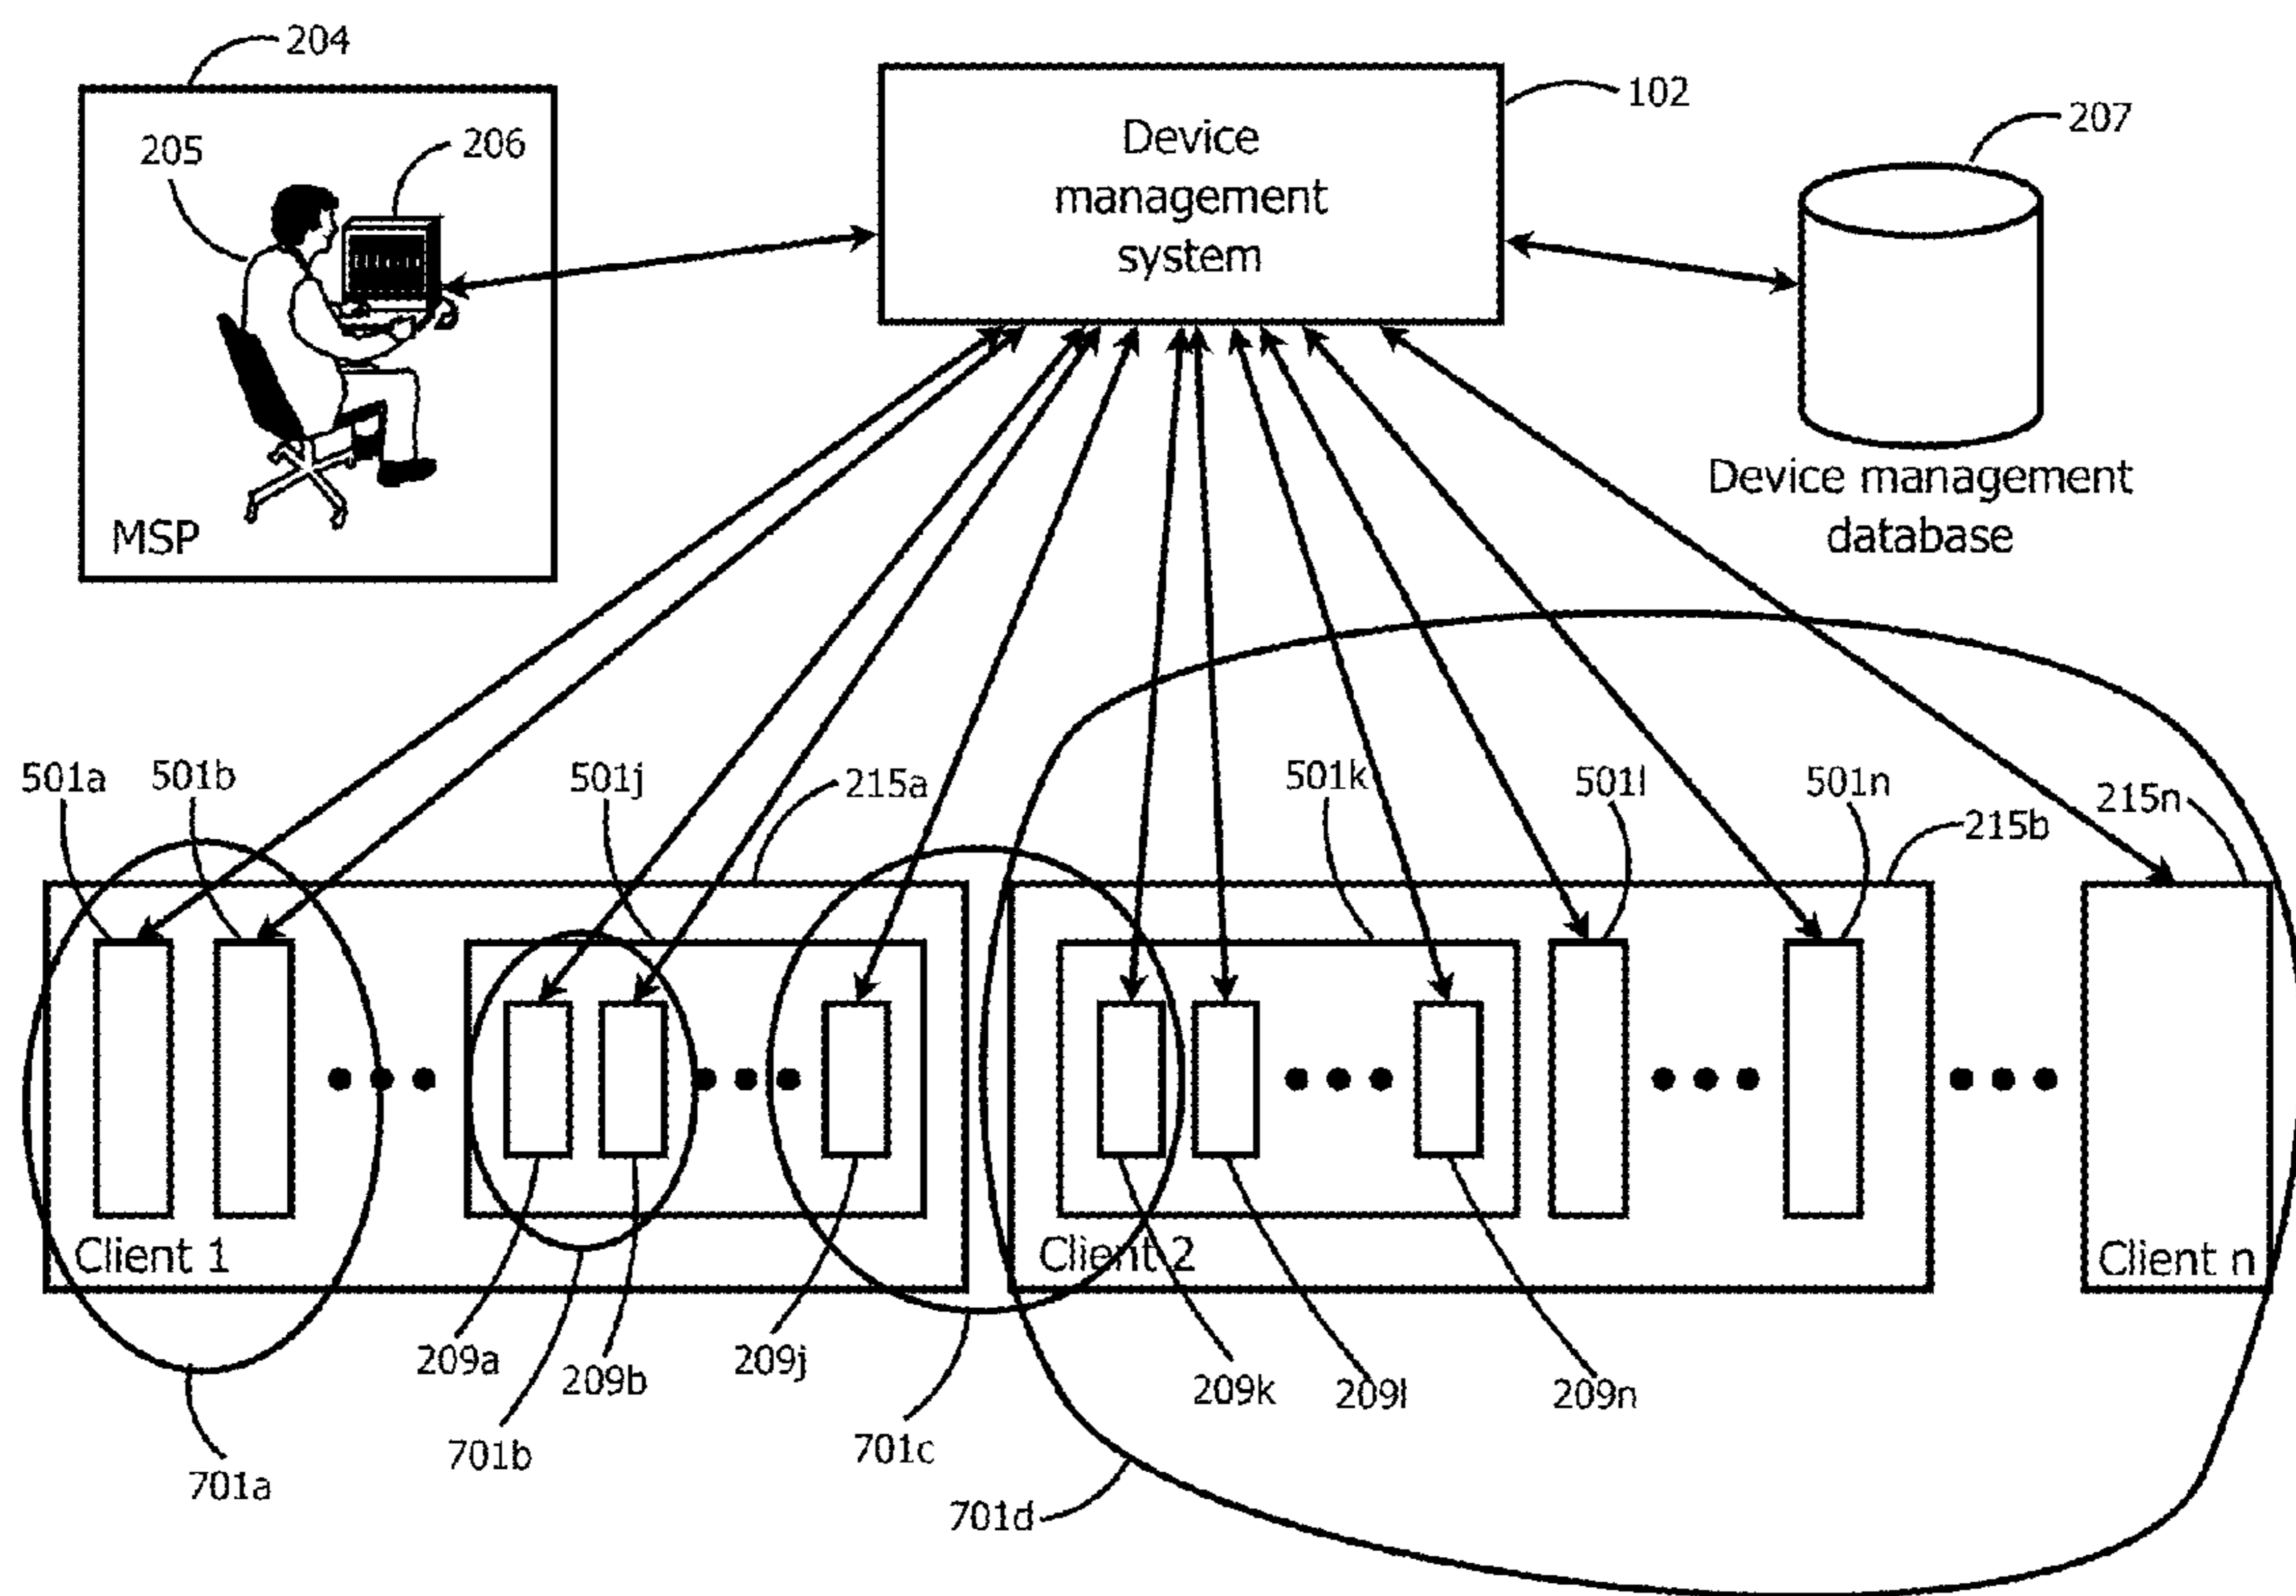 204
205
206
MSP
Device
management
system
102
207
Device management
database
501a
501b
501j
215a
501k
501l
501n
215b
215n
Client 1
Client 2
Client n
209a
209b
209j
209k
209l
209n
701a
701b
701c
701d